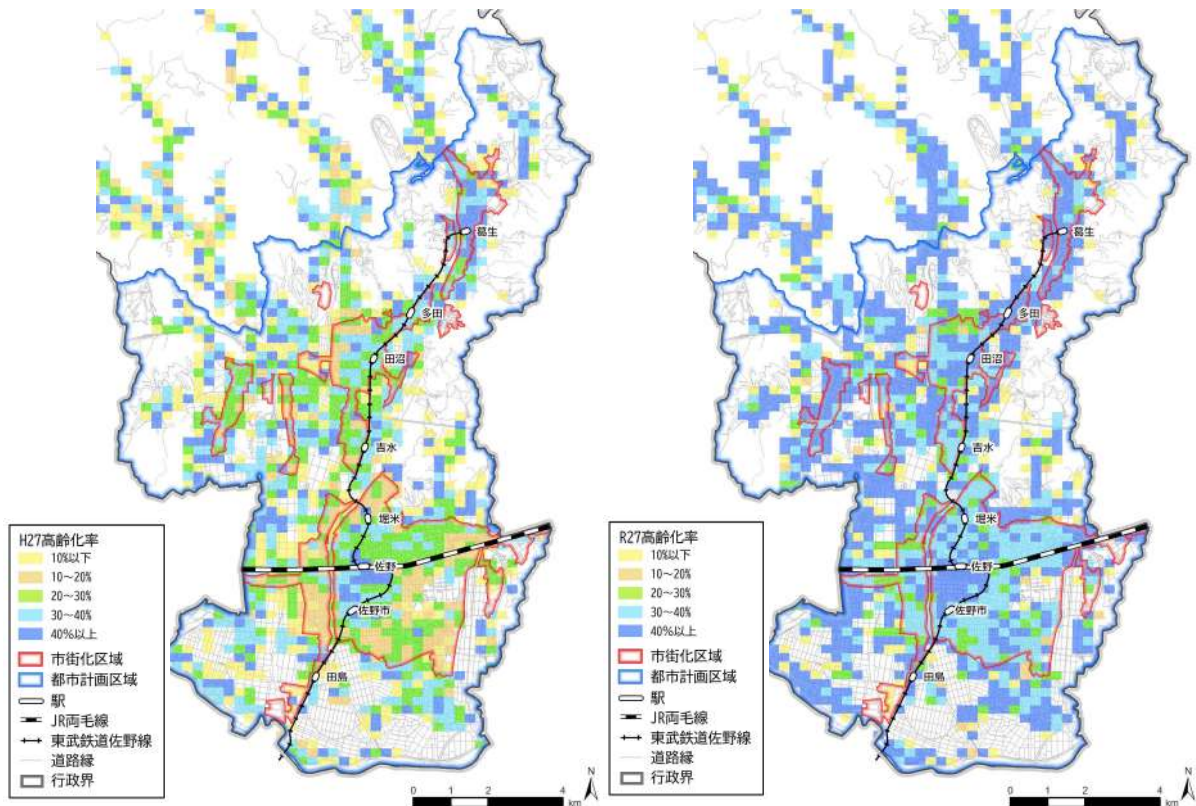 葛生
多田
田沼
吉水
堀米
佐野
佐野市
田島
H27高齢化率
10%以下
10～20%
20～30%
30～40%
40%以上
市街化区域
都市計画区域
駅
JR両毛線
東武鉄道佐野線
道路縁
行政界
0 1 2 4
km
N
葛生
多田
田沼
吉水
堀米
佐野
佐野市
田島
R27高齢化率
10%以下
10～20%
20～30%
30～40%
40%以上
市街化区域
都市計画区域
駅
JR両毛線
東武鉄道佐野線
道路縁
行政界
0 1 2 4
km
N